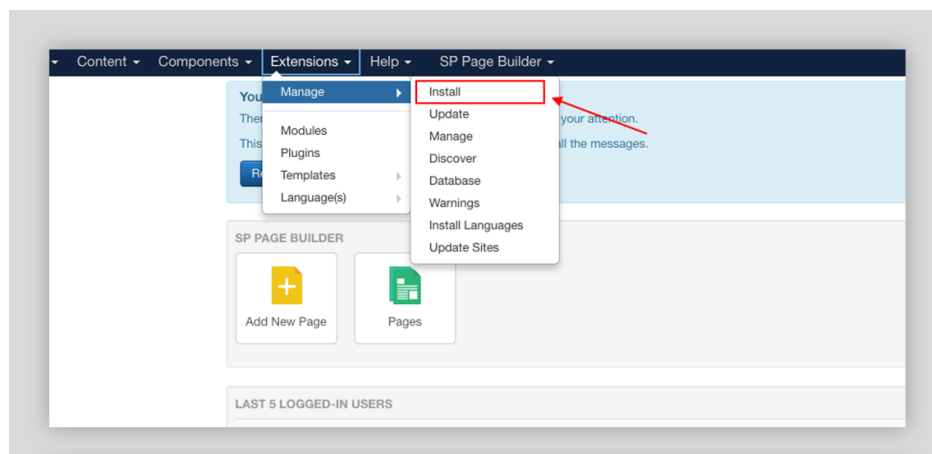 Content Components Extensions Help SP Page Builder
You
Manage
Install
your attention.
all the messages.
Update
Manage
Discover
Database
Warnings
Install Languages
Update Sites
Modules
Plugins
Templates
Language(s)
This
SP PAGE BUILDER
Add New Page
Pages
LAST 5 LOGGED-IN USERS